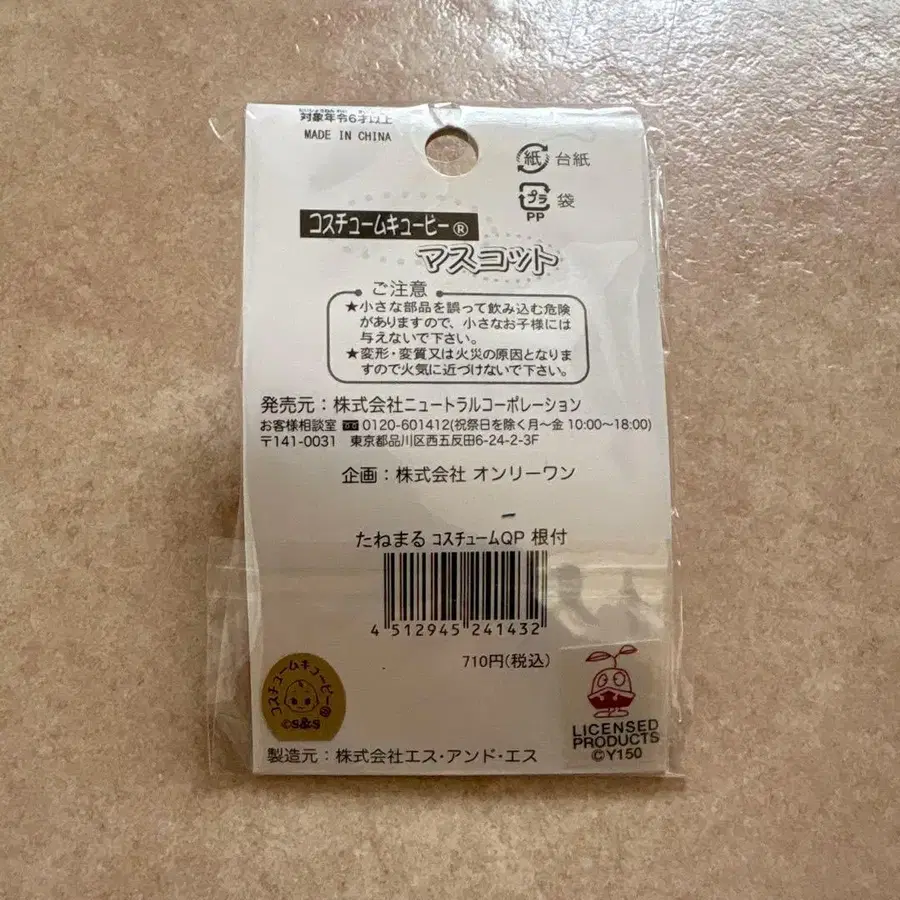 対象年令6才以上
MADE IN CHINA
紙 台紙
プラ 袋
PP
コスチュームキューピー®
マスコット
ご注意
★小さな部品を誤って飲み込む危険
がありますので、小さなお子様には
与えないで下さい。
★変形・変質又は火災の原因となりま
すので火気に近づけないで下さい。
発売元：株式会社ニュートラルコーポレーション
お客様相談室 ☎ 0120-601412(祝祭日を除く月～金 10:00～18:00)
〒141-0031 東京都品川区西五反田6-24-2-3F
企画：株式会社 オンリーワン
たねまる コスチュームQP 根付
4 512945 241432
710円(税込)
コスチュームキューピー®
©S&S
LICENSED
PRODUCTS
©Y150
製造元：株式会社エス・アンド・エス